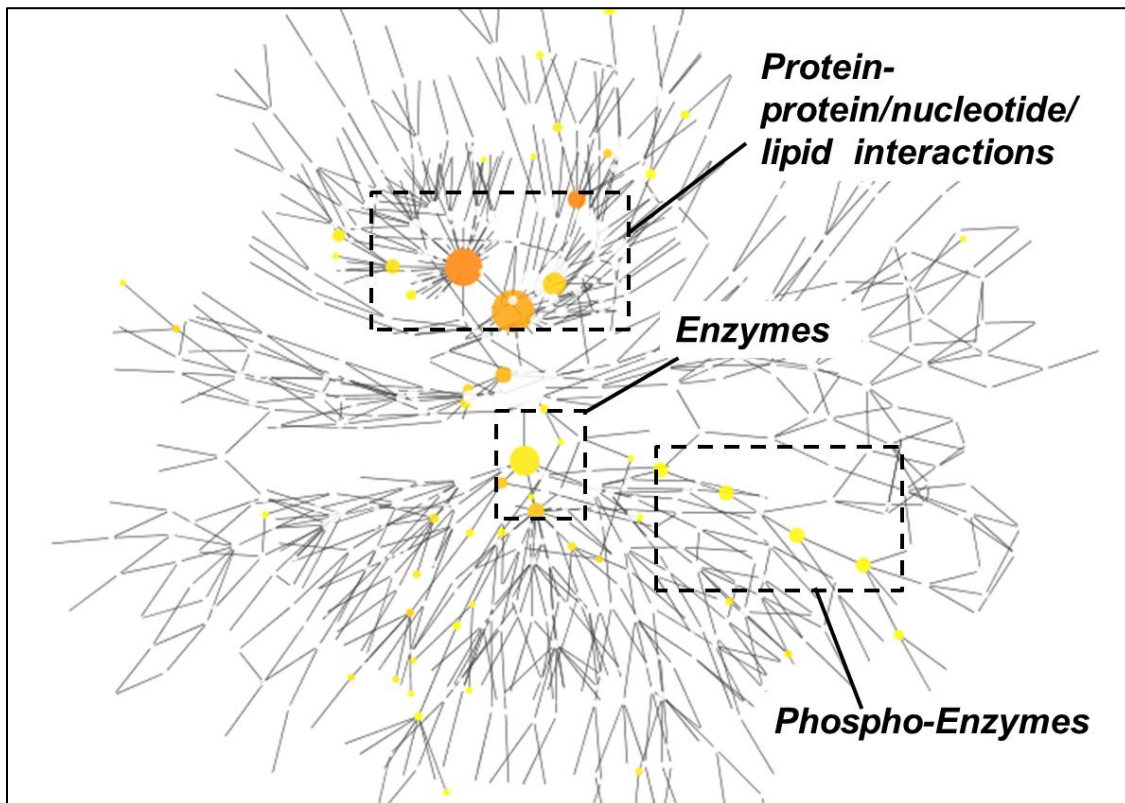 Protein-
protein/nucleotide/
lipid interactions
Enzymes
Phospho-Enzymes